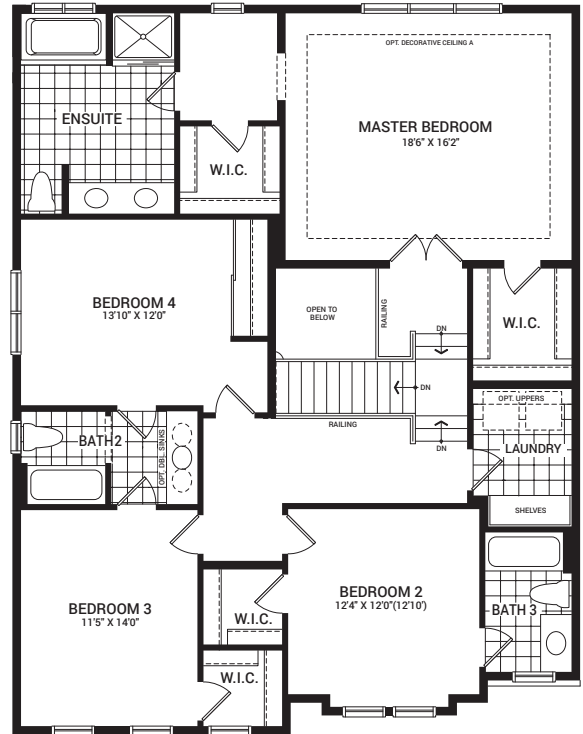 OPT. DECORATIVE CEILING A
ENSUITE
MASTER BEDROOM
18'6" X 16'2"
W.I.C.
BEDROOM 4
13'10" X 12'0"
OPEN TO
BELOW
RAILING
DN
W.I.C.
DN
RAILING
DN
OPT. UPPERS
LAUNDRY
SHELVES
BATH2
OPT. DBL. SINKS
BEDROOM 3
11'5" X 14'0"
W.I.C.
W.I.C.
BEDROOM 2
12'4" X 12'0"(12'10')
BATH 3